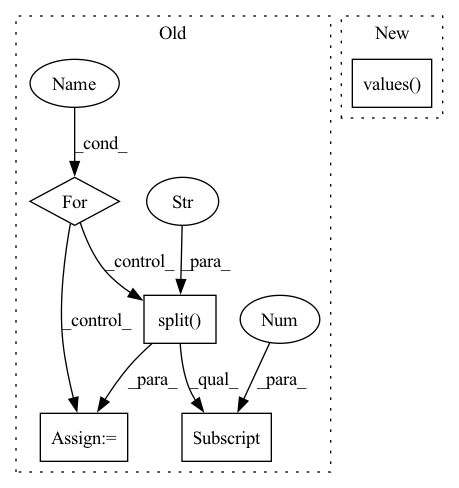 Old
New
Name
values()
_cond_
For
Str
_control_
_para_
_control_
split()
Num
_para_
_qual_
_para_
Assign:=
Subscript